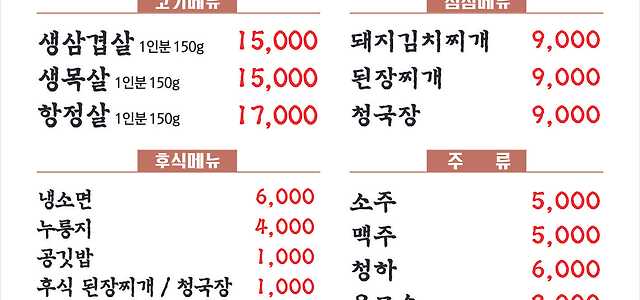 고기메뉴
생삼겹살 1인분 150g 15,000
생목살 1인분 150g 15,000
항정살 1인분 150g 17,000
점심메뉴
돼지김치찌개 9,000
된장찌개 9,000
청국장 9,000
후식메뉴
냉소면 6,000
누룽지 4,000
공깃밥 1,000
후식 된장찌개 / 청국장 1,000
주 류
소주 5,000
맥주 5,000
청하 6,000